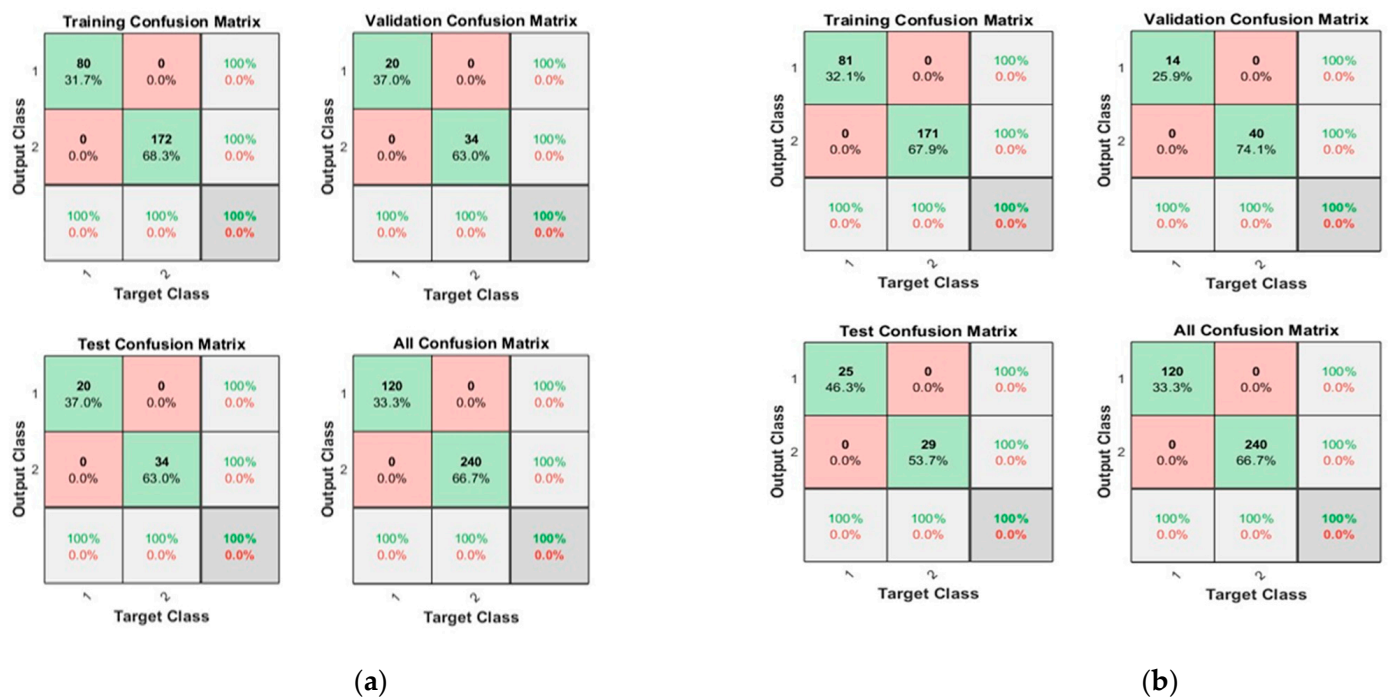 Training Confusion Matrix
Output Class
1
80 0 100%
31.7% 0.0% 0.0%
2
0 172 100%
0.0% 68.3% 0.0%
100% 100% 100%
0.0% 0.0% 0.0%
1 2
Target Class
Validation Confusion Matrix
Output Class
1
20 0 100%
37.0% 0.0% 0.0%
2
0 34 100%
0.0% 63.0% 0.0%
100% 100% 100%
0.0% 0.0% 0.0%
1 2
Target Class
Test Confusion Matrix
Output Class
1
20 0 100%
37.0% 0.0% 0.0%
2
0 34 100%
0.0% 63.0% 0.0%
100% 100% 100%
0.0% 0.0% 0.0%
1 2
Target Class
All Confusion Matrix
Output Class
1
120 0 100%
33.3% 0.0% 0.0%
2
0 240 100%
0.0% 66.7% 0.0%
100% 100% 100%
0.0% 0.0% 0.0%
1 2
Target Class
(a)
Training Confusion Matrix
Output Class
1
81 0 100%
32.1% 0.0% 0.0%
2
0 171 100%
0.0% 67.9% 0.0%
100% 100% 100%
0.0% 0.0% 0.0%
1 2
Target Class
Validation Confusion Matrix
Output Class
1
14 0 100%
25.9% 0.0% 0.0%
2
0 40 100%
0.0% 74.1% 0.0%
100% 100% 100%
0.0% 0.0% 0.0%
1 2
Target Class
Test Confusion Matrix
Output Class
1
25 0 100%
46.3% 0.0% 0.0%
2
0 29 100%
0.0% 53.7% 0.0%
100% 100% 100%
0.0% 0.0% 0.0%
1 2
Target Class
All Confusion Matrix
Output Class
1
120 0 100%
33.3% 0.0% 0.0%
2
0 240 100%
0.0% 66.7% 0.0%
100% 100% 100%
0.0% 0.0% 0.0%
1 2
Target Class
(b)